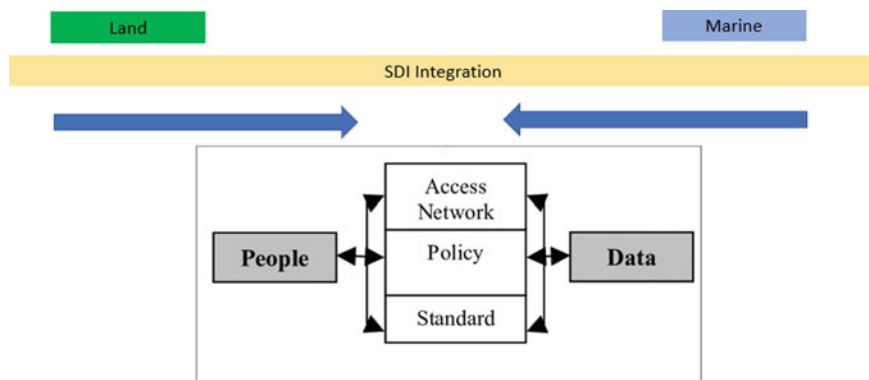 Land
Marine
SDI Integration
Access
Network
People
Policy
Data
Standard